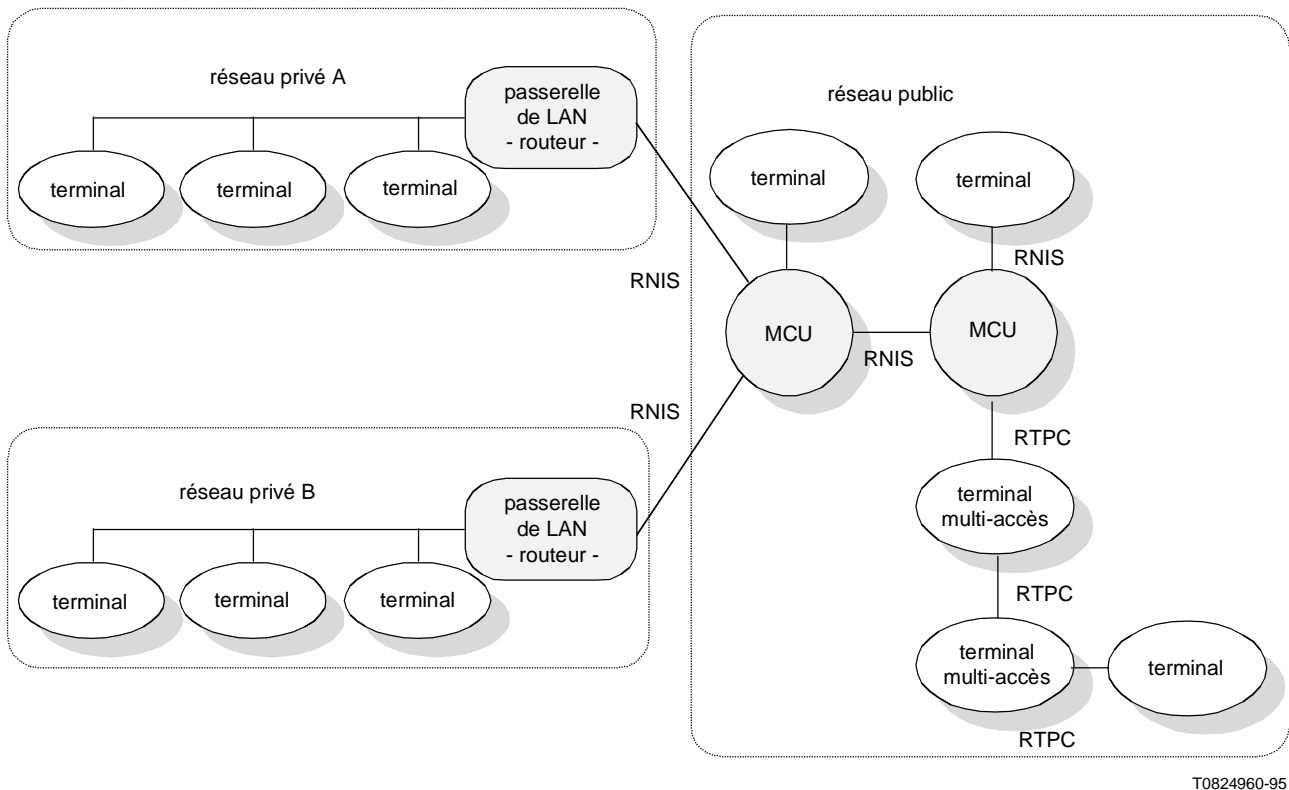 réseau privé A
passerelle
de LAN
- routeur -
terminal
terminal
terminal
réseau public
terminal
terminal
RNIS
RNIS
MCU
MCU
RNIS
RNIS
réseau privé B
passerelle
de LAN
- routeur -
terminal
terminal
terminal
RTPC
terminal
multi-accès
RTPC
terminal
multi-accès
terminal
RTPC
T0824960-95